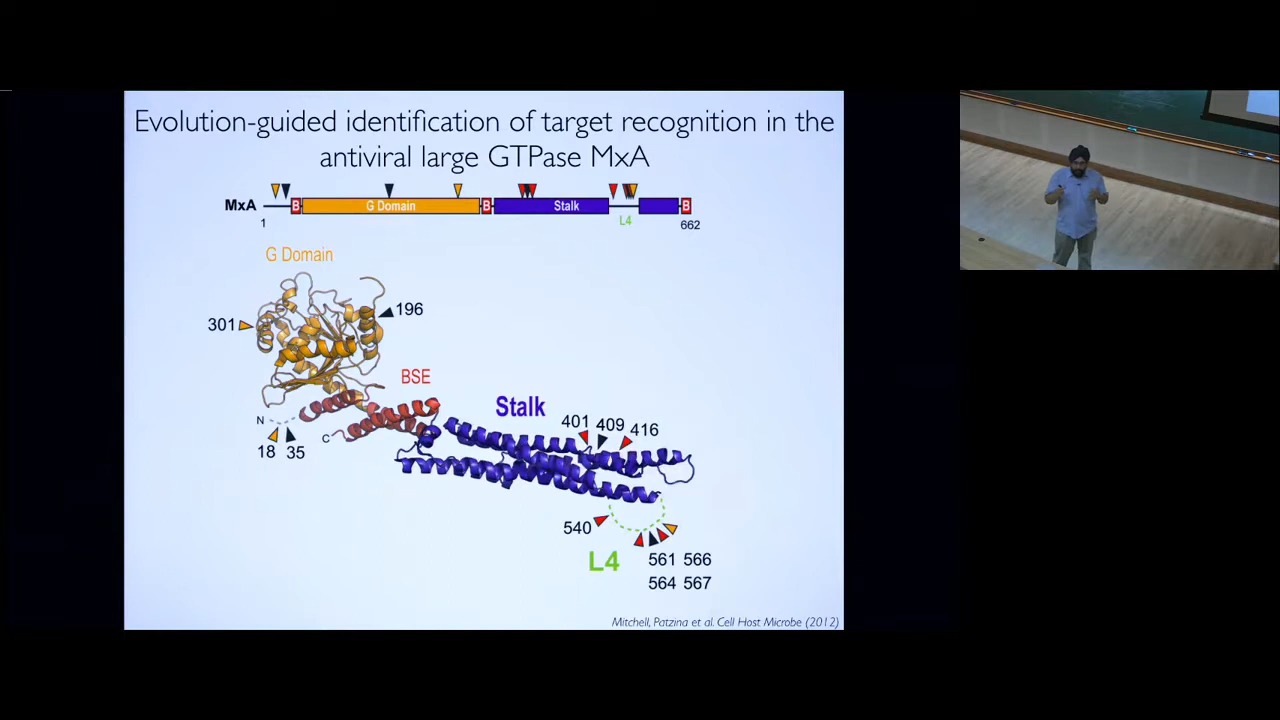 Evolution-guided identification of target recognition in the
antiviral large GTPase MxA
MxA
B
G Domain
B
Stalk
B
1
L4
662
G Domain
301
196
BSE
N
C
18
35
Stalk
401
409
416
540
L4
561 566
564 567
Mitchell, Patzina et al. Cell Host Microbe (2012)